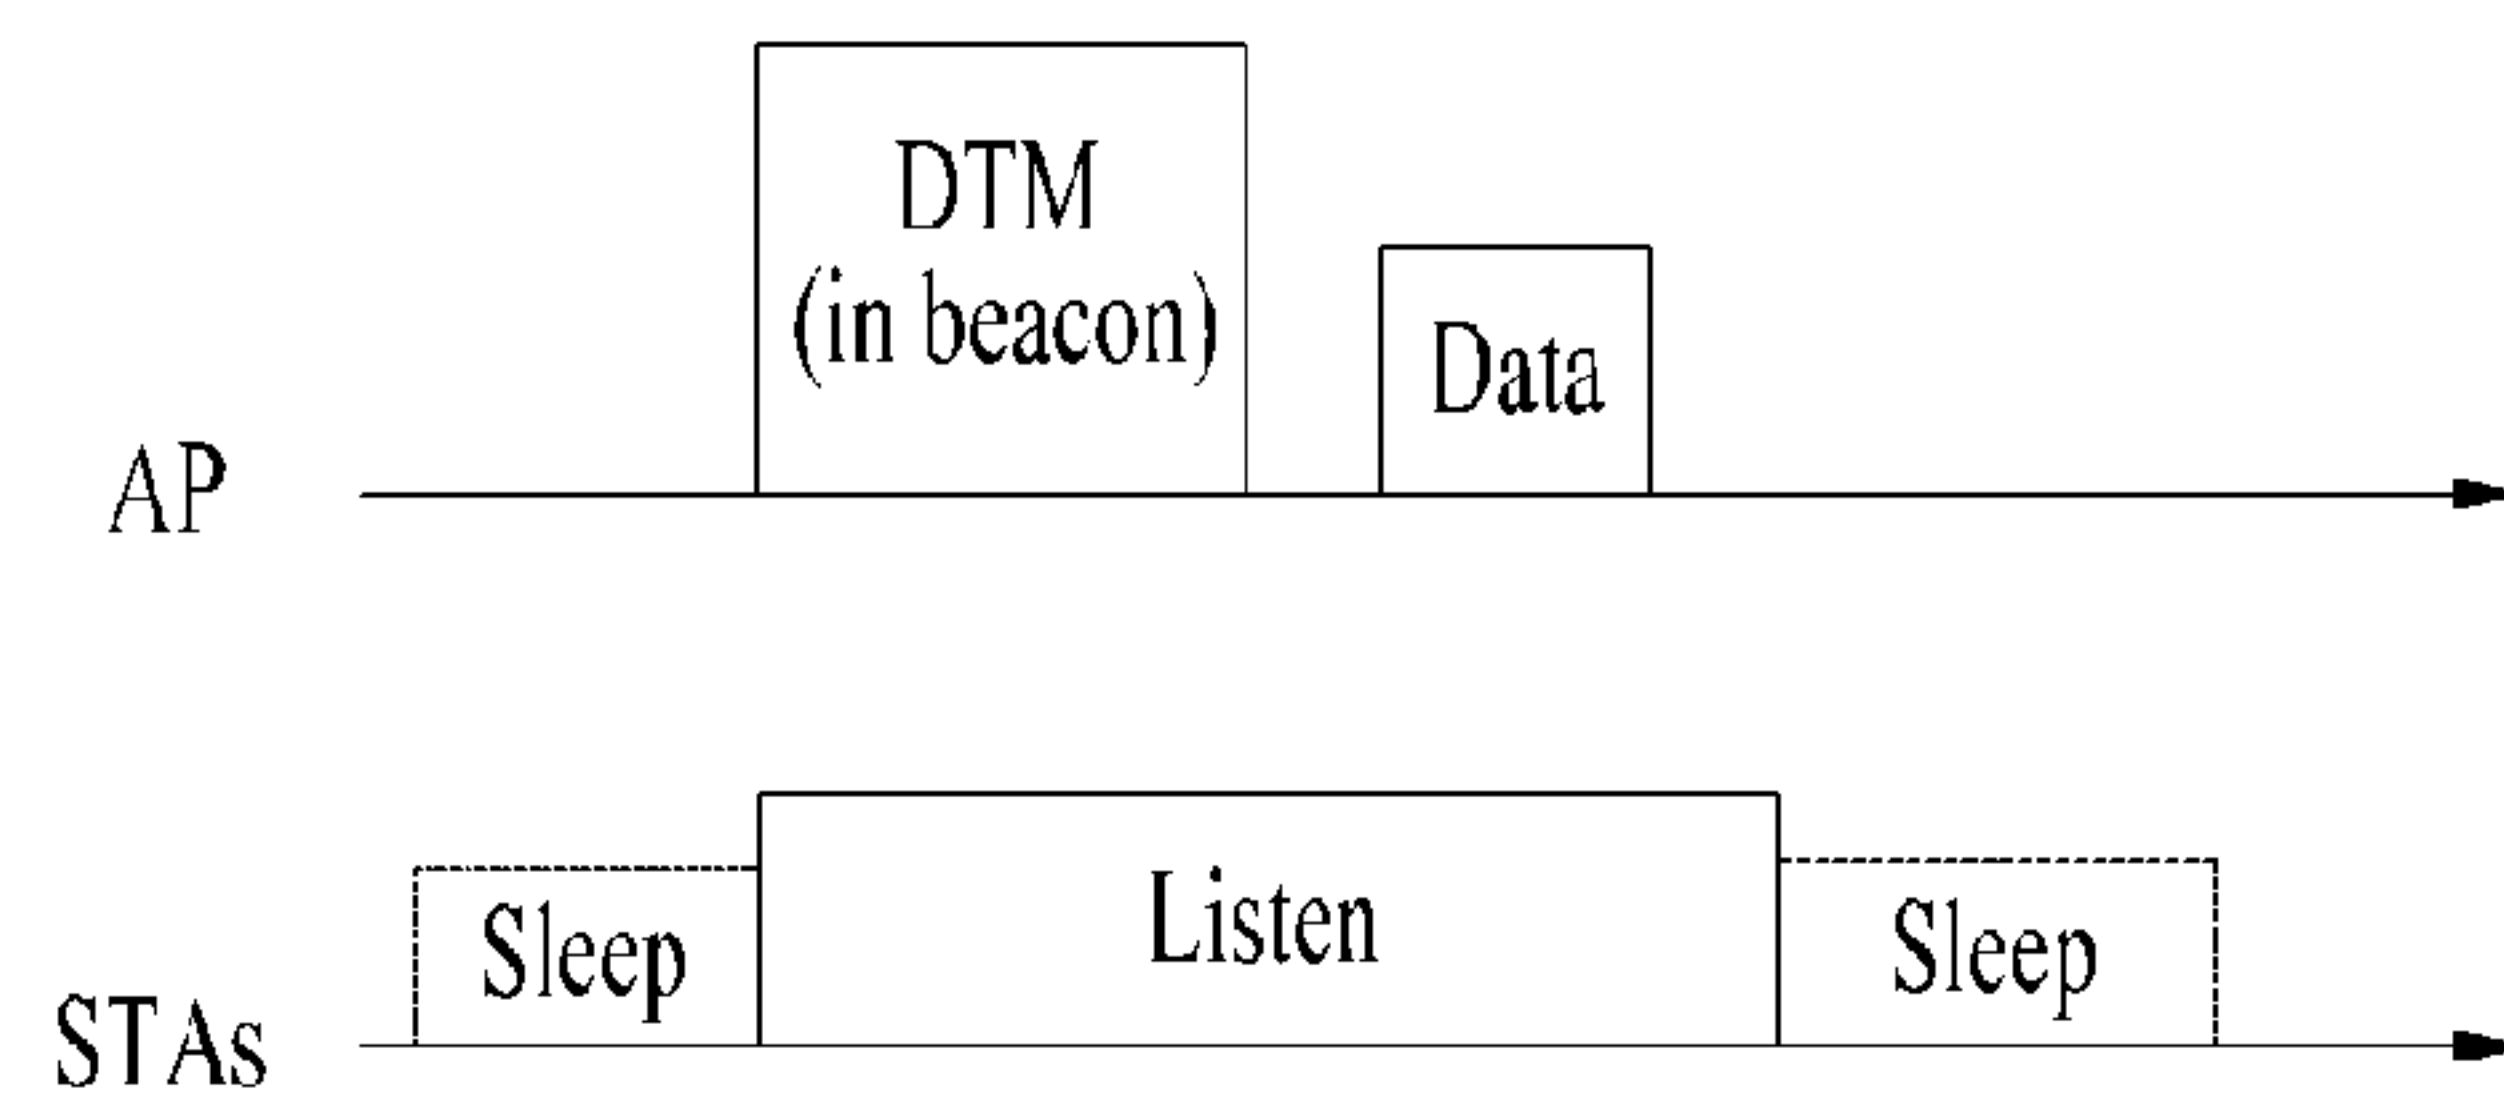 DTM
(in beacon)
Data
AP
Listen
Sleep
Sleep
STAs